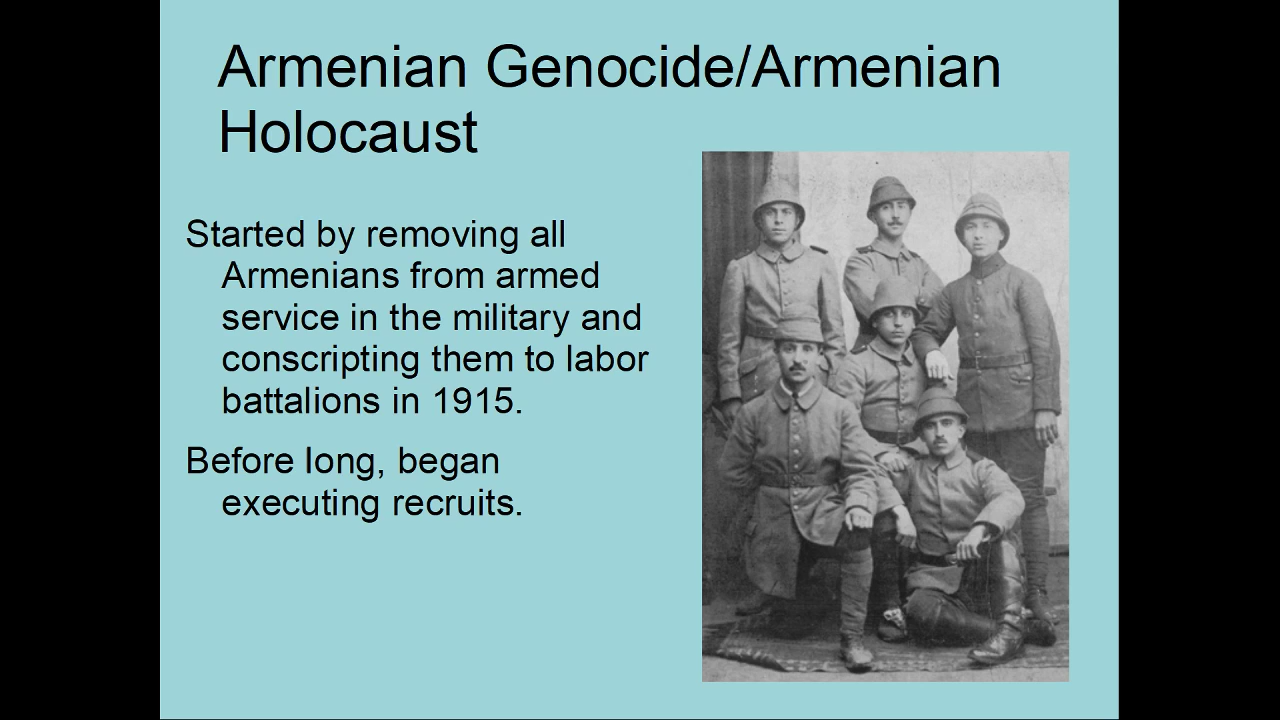 Armenian Genocide/Armenian
Holocaust
Started by removing all
Armenians from armed
service in the military and
conscripting them to labor
battalions in 1915.
Before long, began
executing recruits.